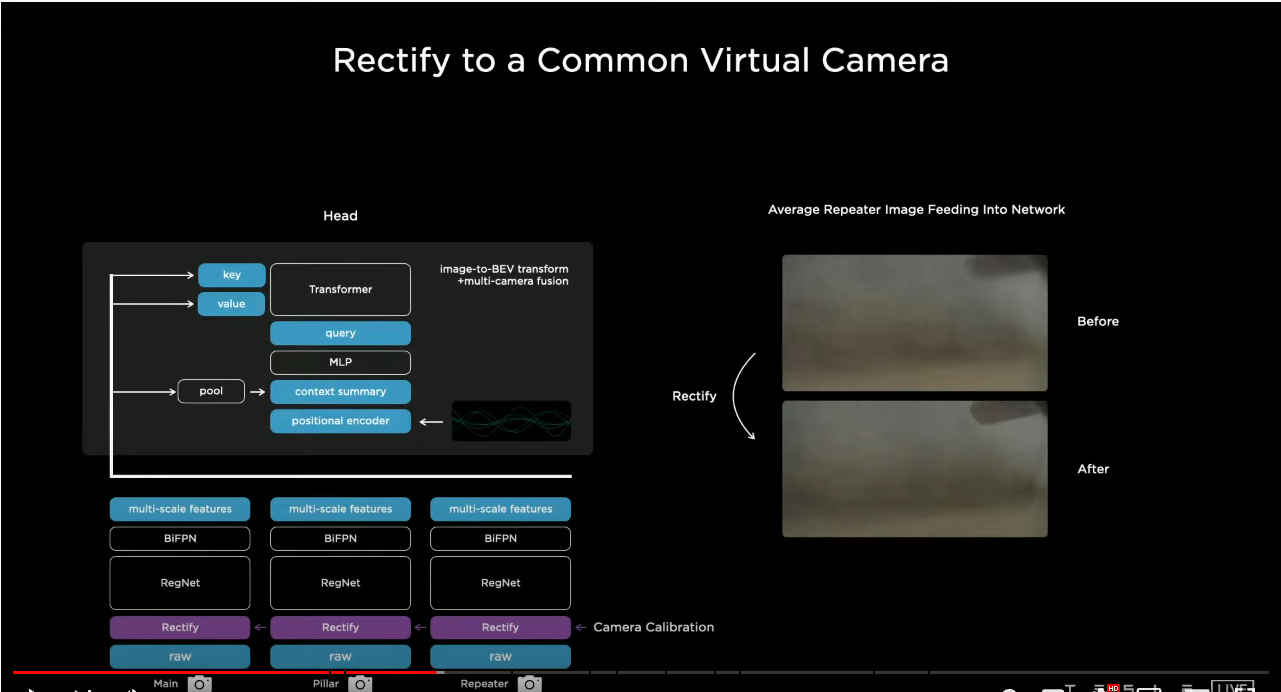 Rectify to a Common Virtual Camera
Head
image-to-BEV transform
+multi-camera fusion
key
value
Transformer
query
MLP
pool
context summary
positional encoder
multi-scale features
multi-scale features
multi-scale features
BiFPN
BiFPN
BiFPN
RegNet
RegNet
RegNet
Rectify
Rectify
Rectify
Camera Calibration
raw
raw
raw
Main
Pillar
Repeater
Average Repeater Image Feeding Into Network
Before
Rectify
After
HD
LIVE